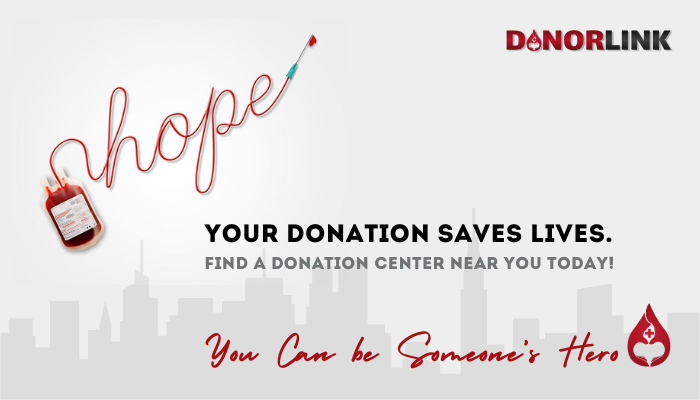 DONORLINK
hope
YOUR DONATION SAVES LIVES.
FIND A DONATION CENTER NEAR YOU TODAY!
You Can be Someone's Hero